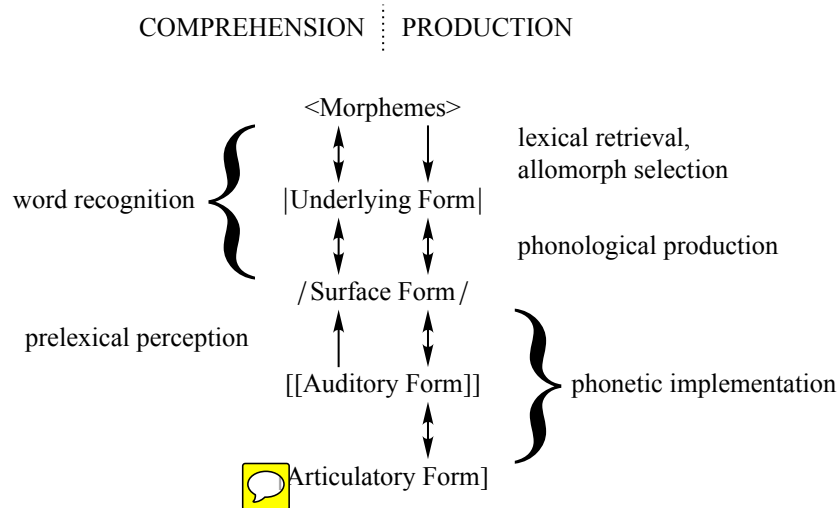 COMPREHENSION PRODUCTION
<Morphemes>
lexical retrieval,
allomorph selection
word recognition
|Underlying Form|
phonological production
/Surface Form/
prelexical perception
[[Auditory Form]]
phonetic implementation
Articulatory Form]